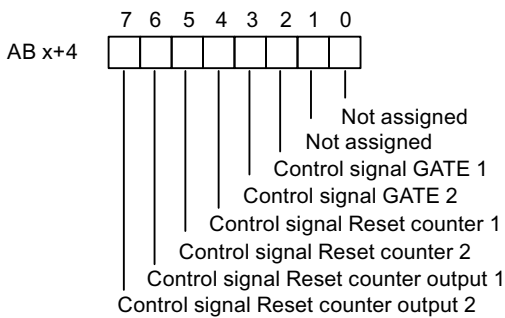 7 6 5 4 3 2 1 0
AB x+4
Not assigned
Not assigned
Control signal GATE 1
Control signal GATE 2
Control signal Reset counter 1
Control signal Reset counter 2
Control signal Reset counter output 1
Control signal Reset counter output 2